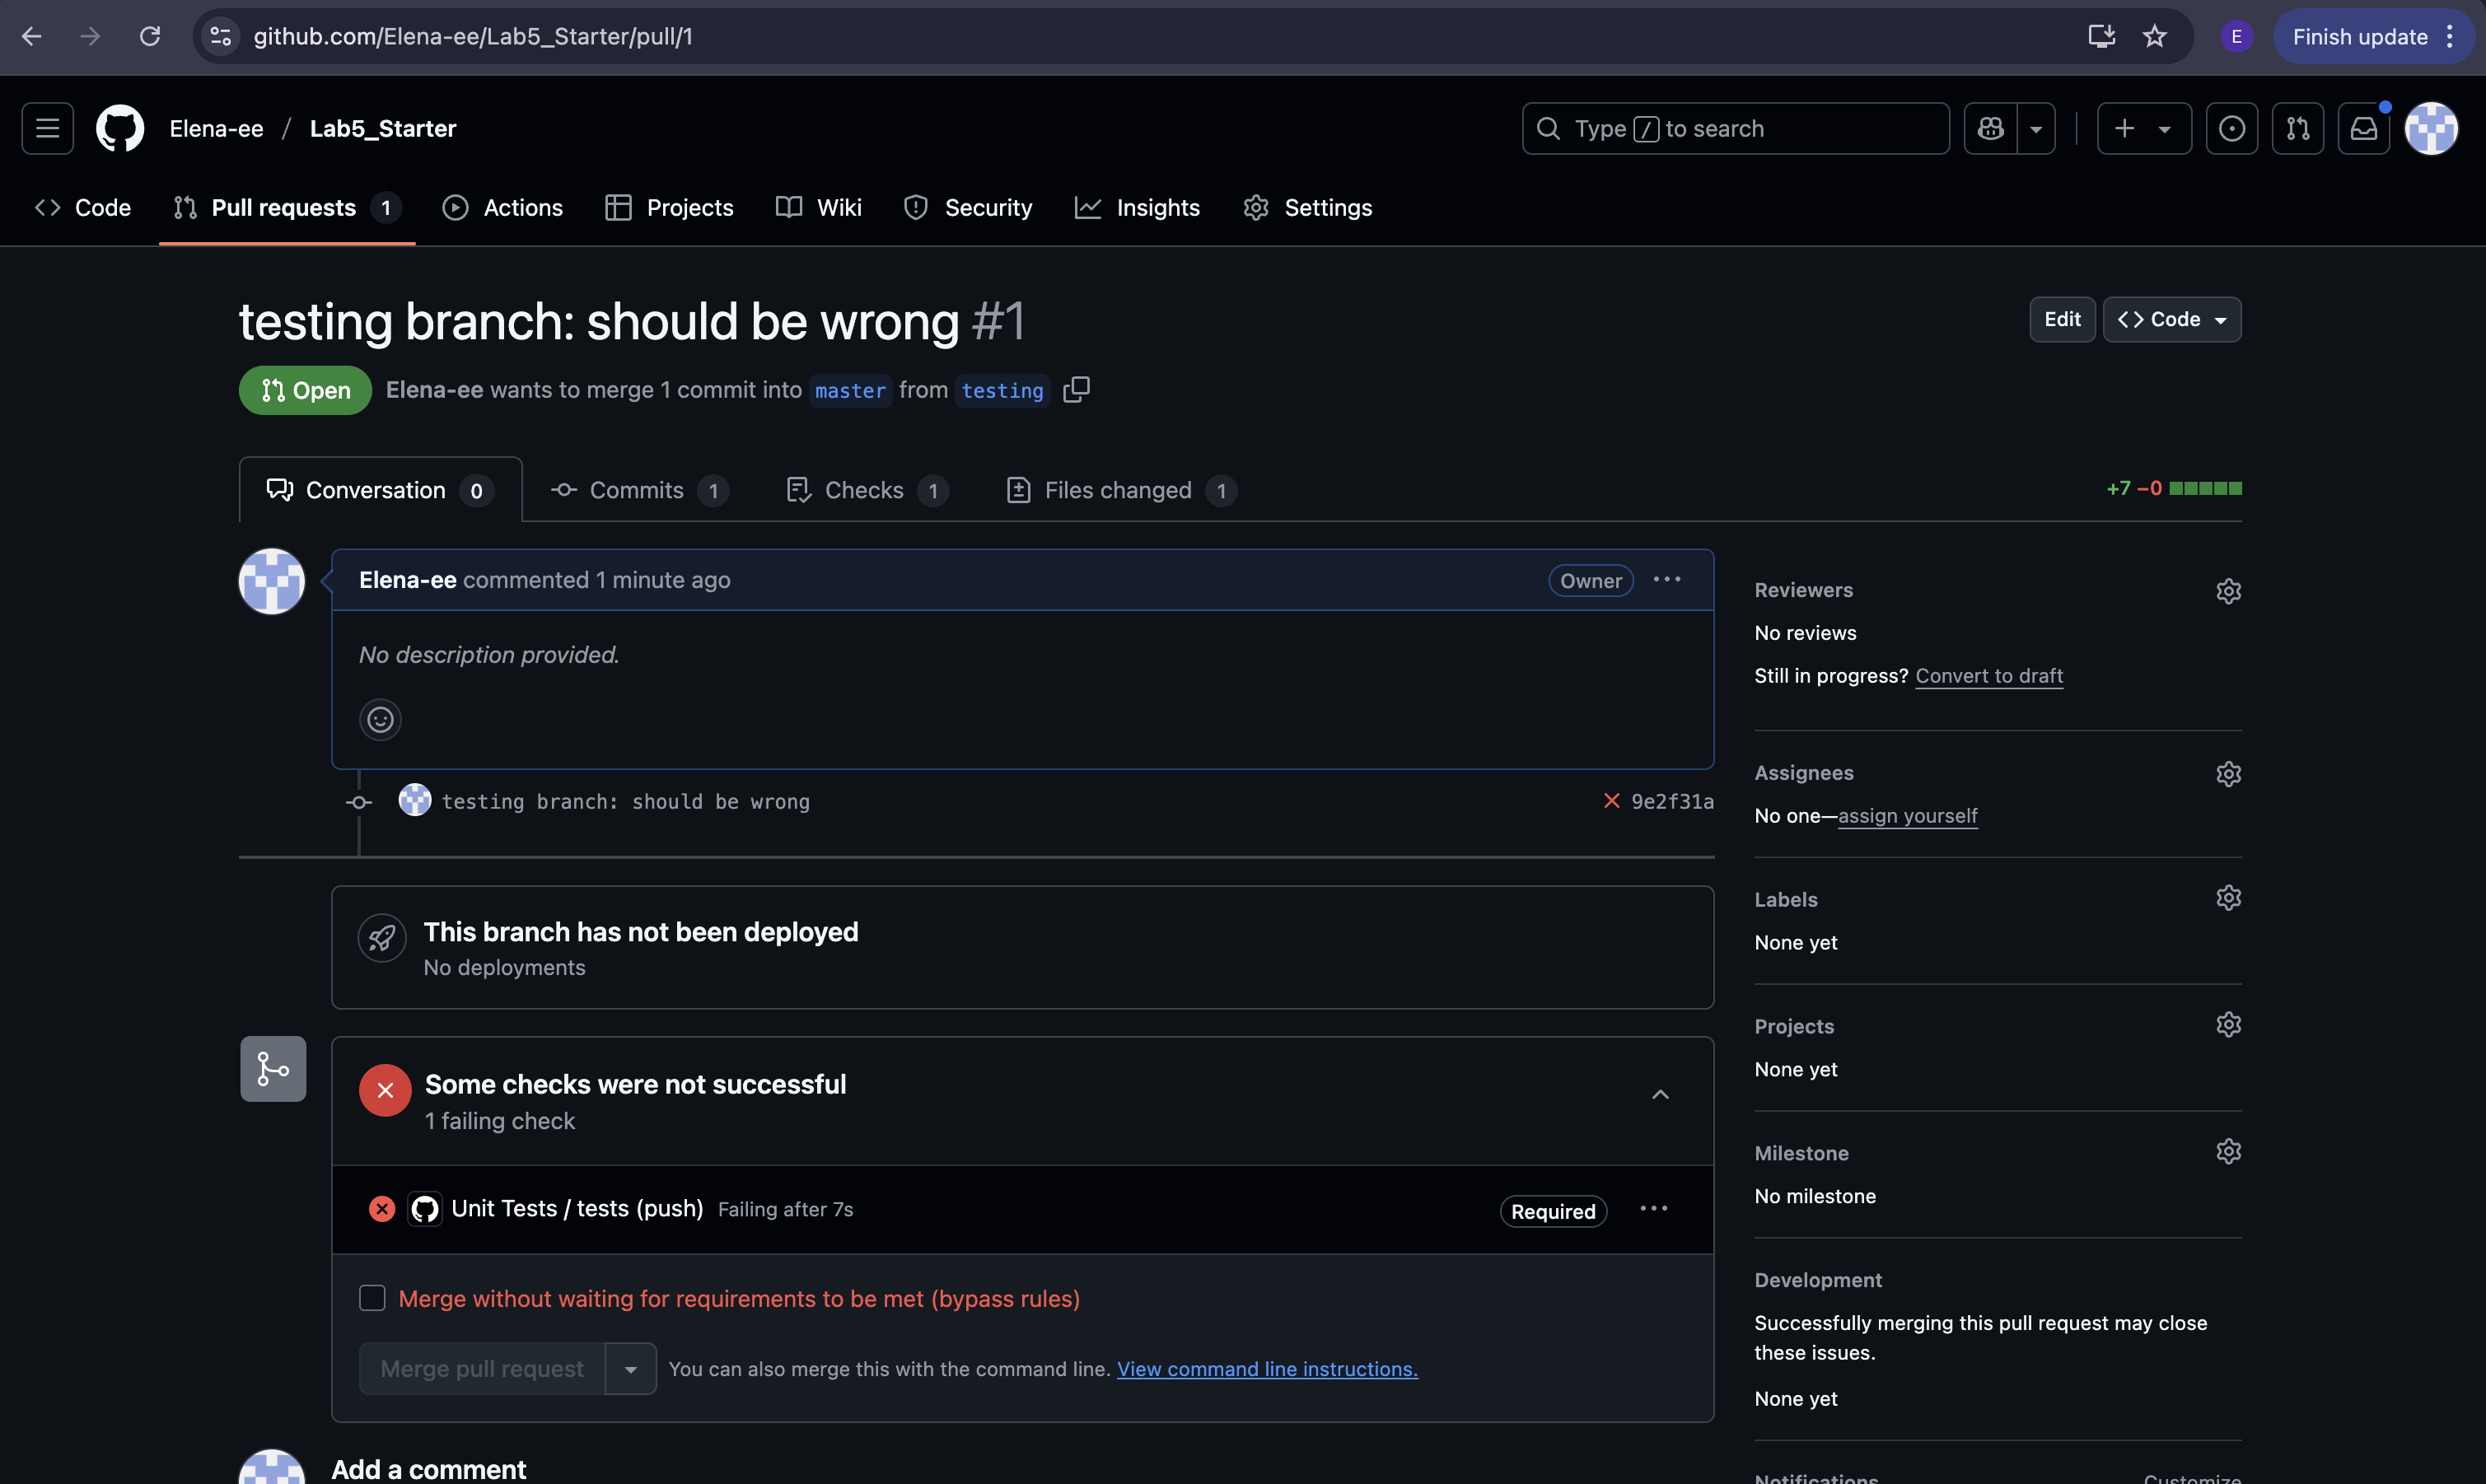 github.com/Elena-ee/Lab5_Starter/pull/1
E
Finish update
Elena-ee / Lab5_Starter
Type / to search
Code
Pull requests 1
Actions
Projects
Wiki
Security
Insights
Settings
testing branch: should be wrong #1
Edit
Code
Open
Elena-ee wants to merge 1 commit into master from testing
Conversation 0
Commits 1
Checks 1
Files changed 1
+7 −0
Elena-ee commented 1 minute ago
Owner
No description provided.
testing branch: should be wrong
9e2f31a
This branch has not been deployed
No deployments
Some checks were not successful
1 failing check
Unit Tests / tests (push) Failing after 7s
Required
Merge without waiting for requirements to be met (bypass rules)
Merge pull request
You can also merge this with the command line. View command line instructions.
Add a comment
Reviewers
No reviews
Still in progress? Convert to draft
Assignees
No one—assign yourself
Labels
None yet
Projects
None yet
Milestone
No milestone
Development
Successfully merging this pull request may close
these issues.
None yet
Notifications
Customize